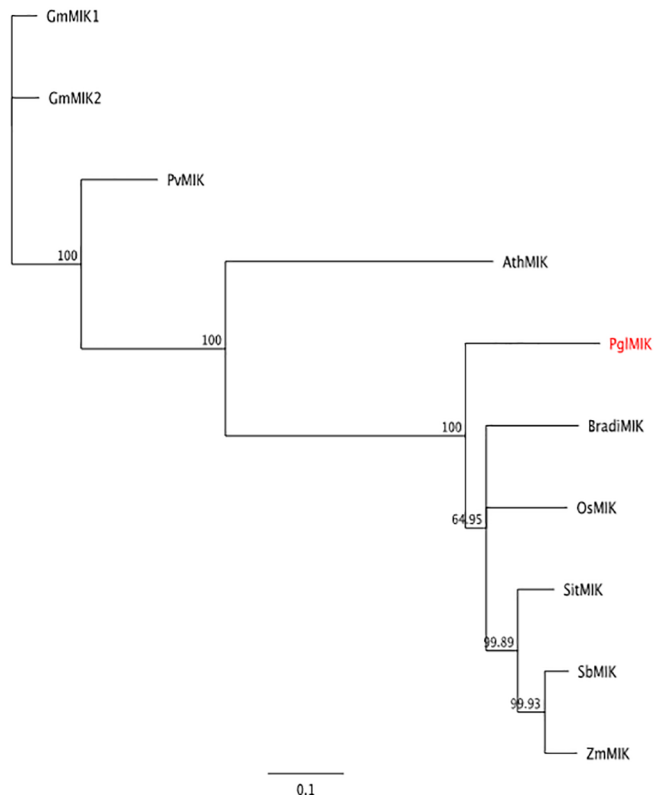 GmMIK1
GmMIK2
PvMIK
100
AthMIK
100
PglMIK
100
BradiMIK
OsMIK
64.95
SitMIK
99.89
SbMIK
99.93
ZmMIK
0.1